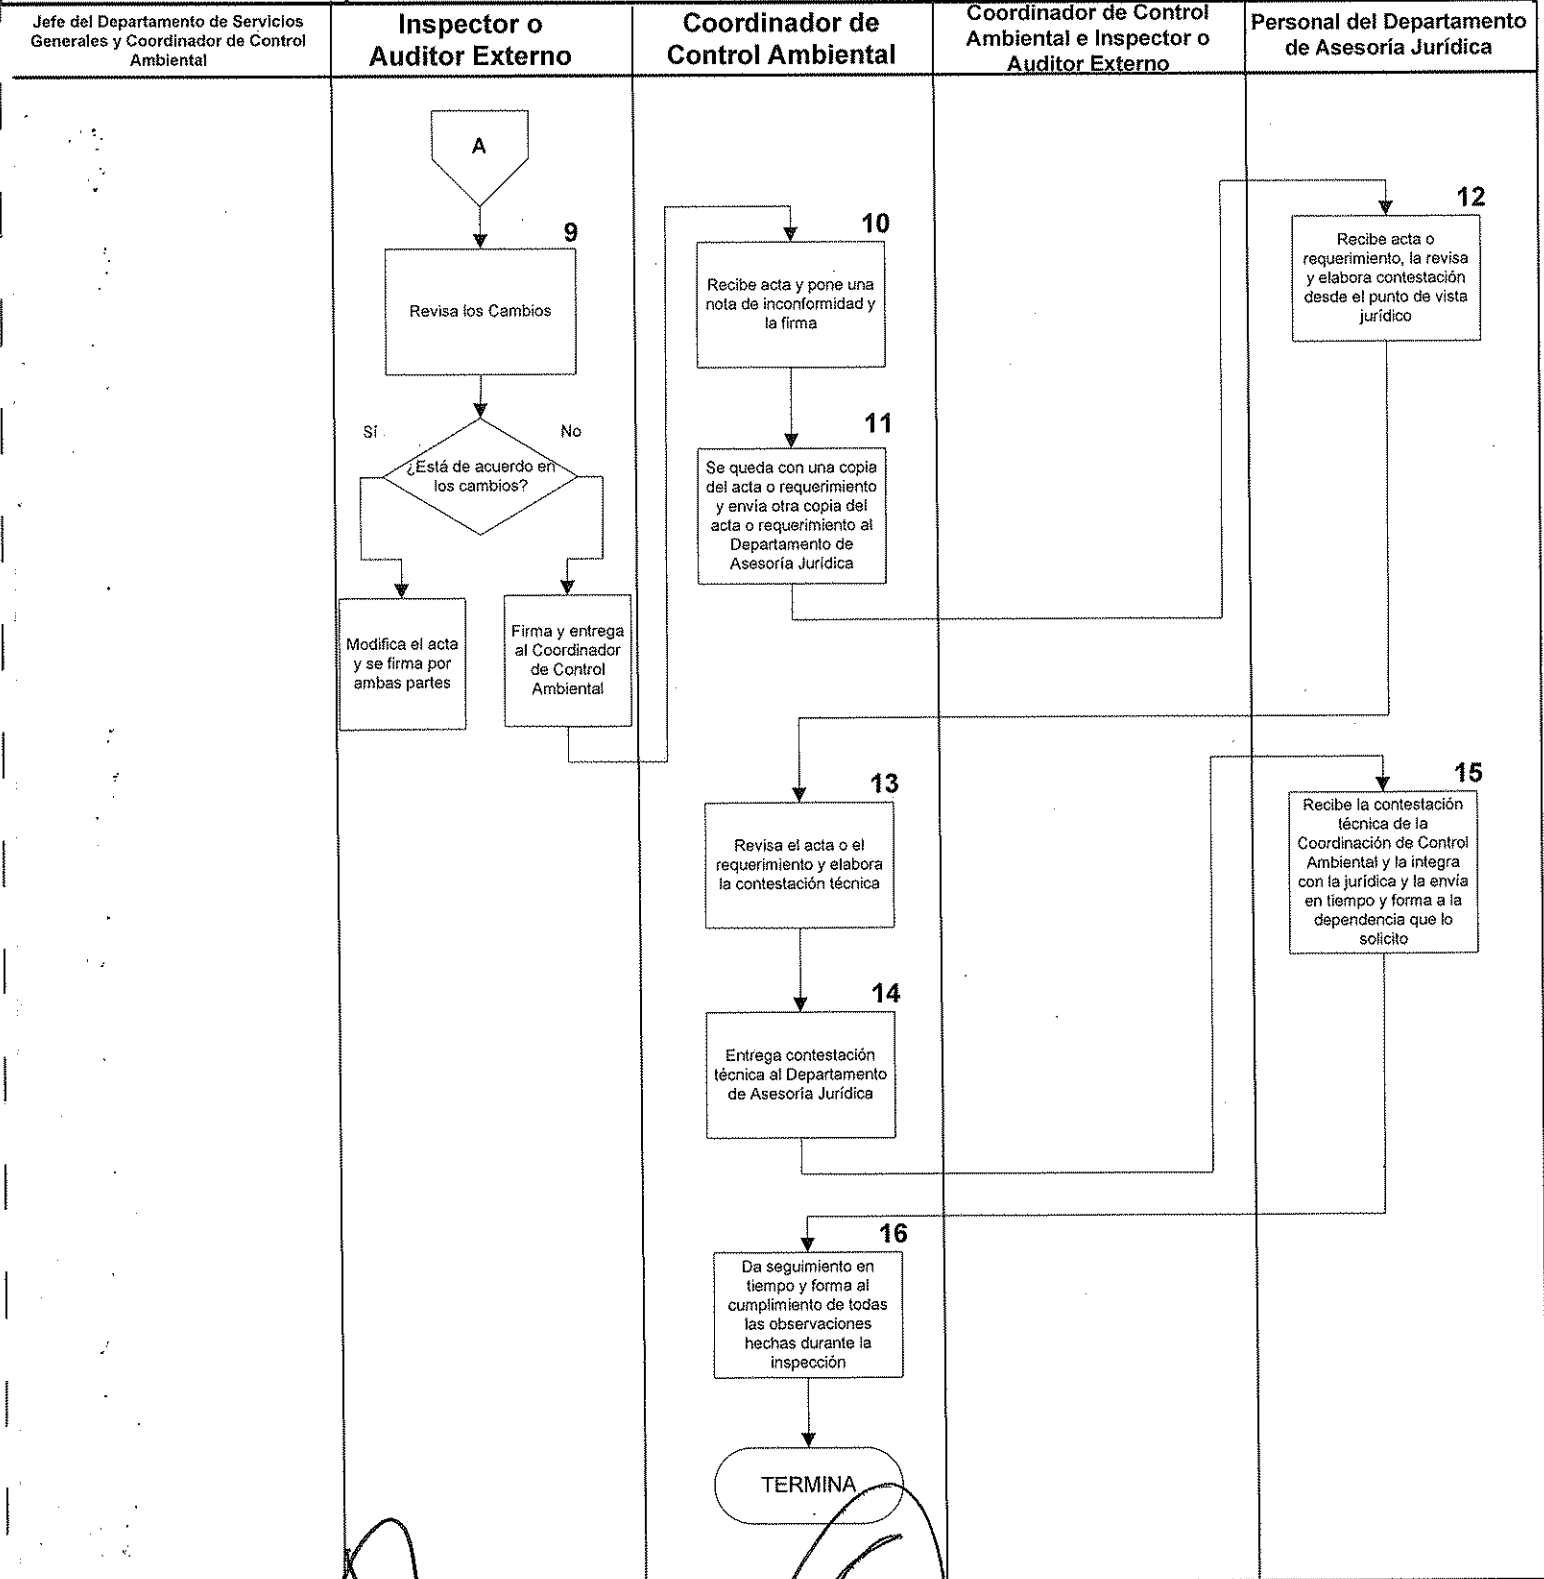 Jefe del Departamento de Servicios
Generales y Coordinador de Control
Ambiental
Inspector o
Auditor Externo
Coordinador de
Control Ambiental
Coordinador de Control
Ambiental e Inspector o
Auditor Externo
Personal del Departamento
de Asesoría Jurídica
A
9
Revisa los Cambios
Sí
No
¿Está de acuerdo en
los cambios?
Modifica el acta
y se firma por
ambas partes
Firma y entrega
al Coordinador
de Control
Ambiental
10
Recibe acta y pone una
nota de inconformidad y
la firma
11
Se queda con una copia
del acta o requerimiento
y envia otra copia del
acta o requerimiento al
Departamento de
Asesoría Jurídica
12
Recibe acta o
requerimiento, la revisa
y elabora contestación
desde el punto de vista
jurídico
13
Revisa el acta o el
requerimiento y elabora
la contestación técnica
14
Entrega contestación
técnica al Departamento
de Asesoría Jurídica
15
Recibe la contestación
técnica de la
Coordinación de Control
Ambiental y la integra
con la jurídica y la envía
en tiempo y forma a la
dependencia que lo
solicito
16
Da seguimiento en
tiempo y forma al
cumplimiento de todas
las observaciones
hechas durante la
inspección
TERMINA